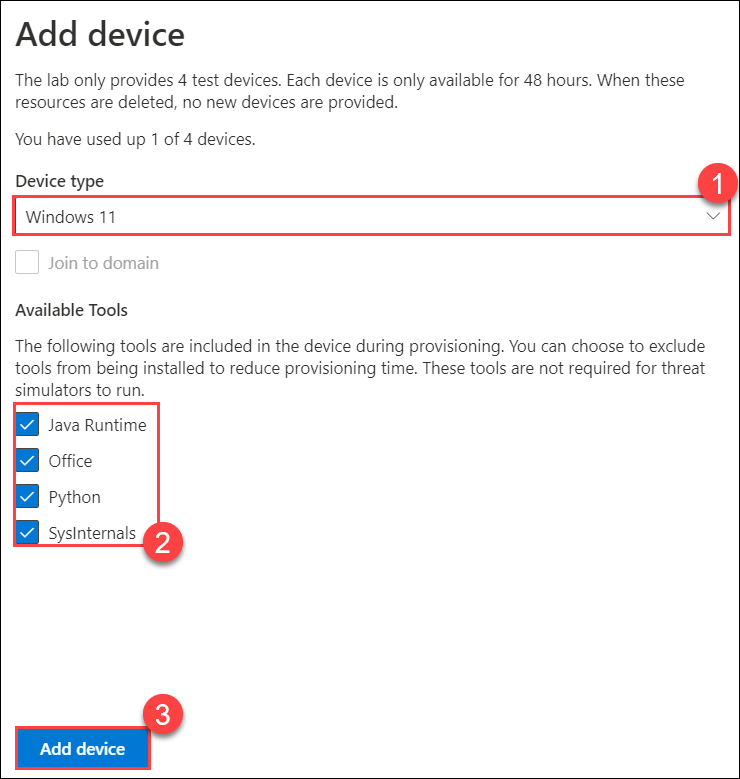 Add device
The lab only provides 4 test devices. Each device is only available for 48 hours. When these
resources are deleted, no new devices are provided.
You have used up 1 of 4 devices.
Device type
1
Windows 11
Join to domain
Available Tools
The following tools are included in the device during provisioning. You can choose to exclude
tools from being installed to reduce provisioning time. These tools are not required for threat
simulators to run.
Java Runtime
Office
Python
SysInternals
2
3
Add device